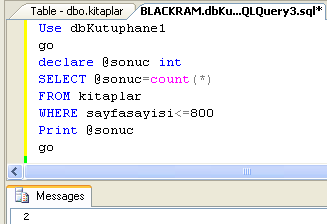 Table - dbo.kitaplar BLACKRAM.dbKu...QLQuery3.sql*
Use dbKutuphane1
go
declare @sonuc int
SELECT @sonuc=count(*)
FROM kitaplar
WHERE sayfasayisi<=800
Print @sonuc
go
Messages
2